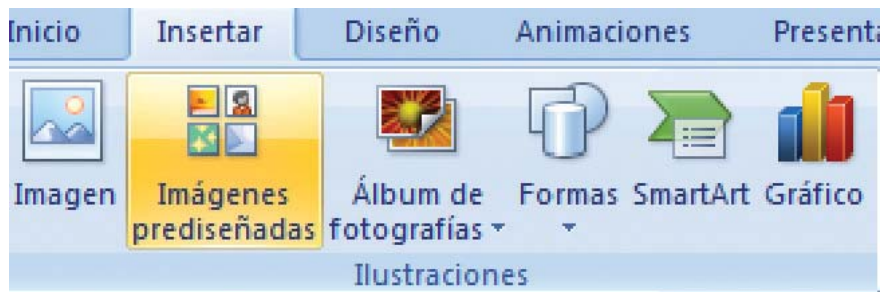 Inicio Insertar Diseño Animaciones Presenta
Imagen Imágenes prediseñadas Álbum de fotografías Formas SmartArt Gráfico
Ilustraciones